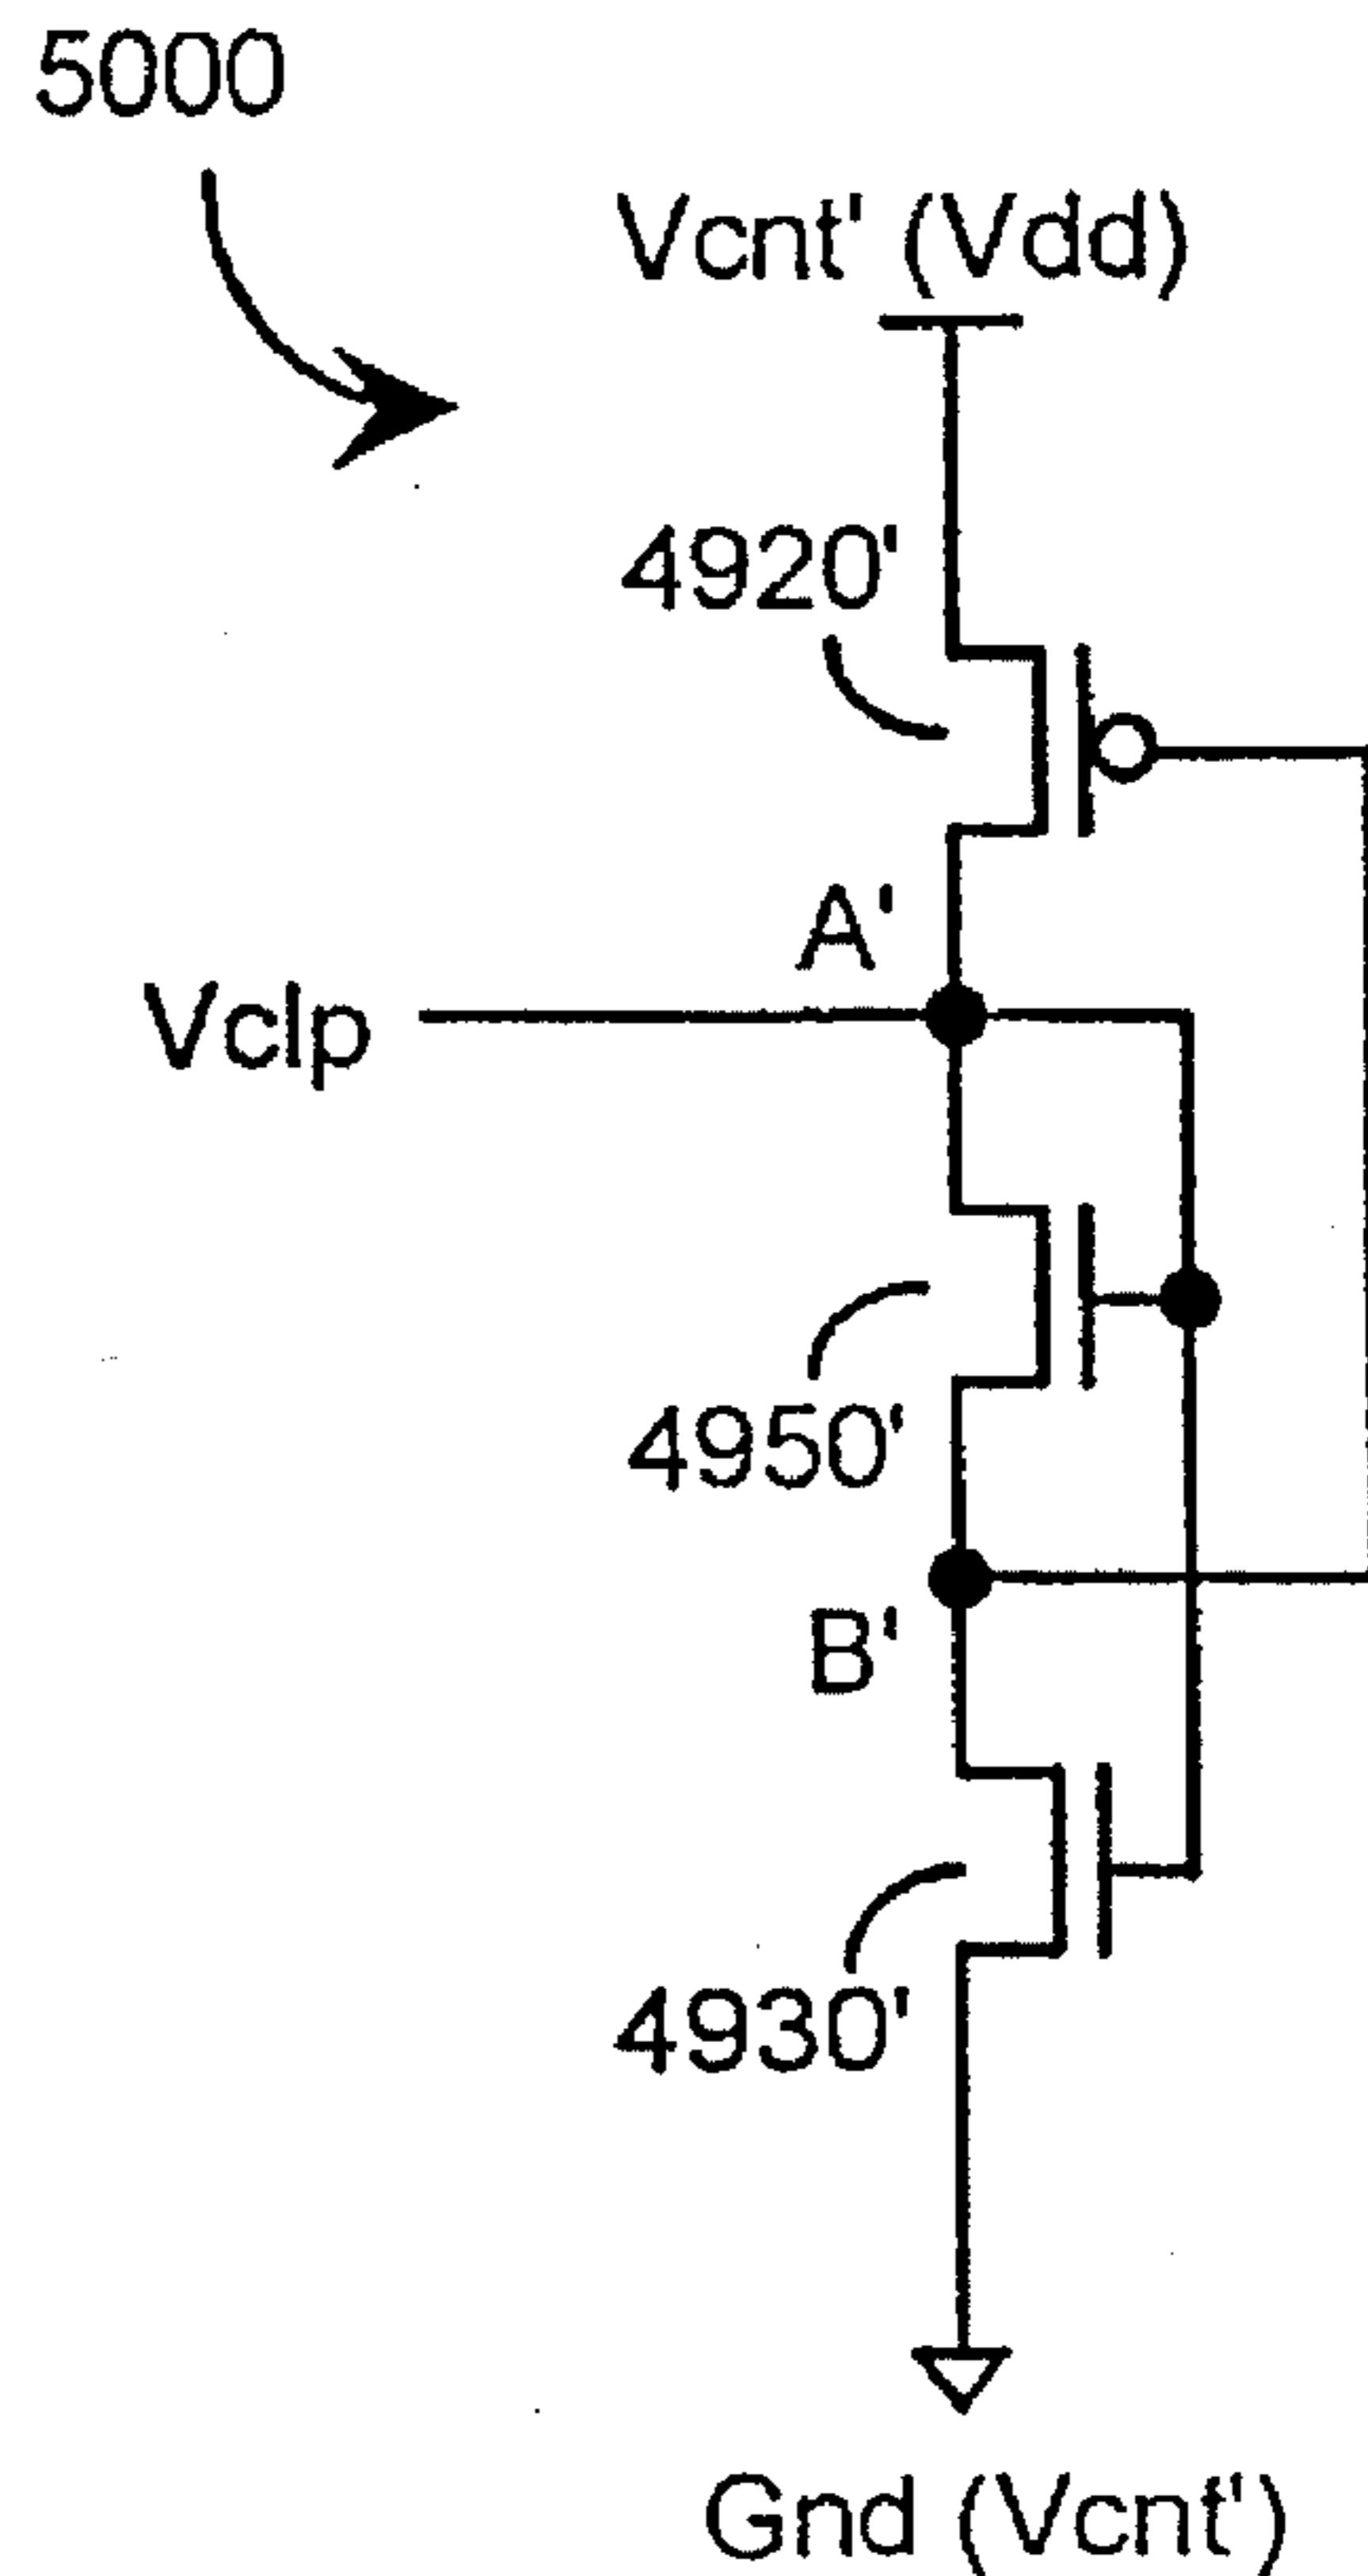 5000
Vcnt' (Vdd)
4920'
A'
Vclp
4950'
B'
4930'
Gnd (Vcnt')